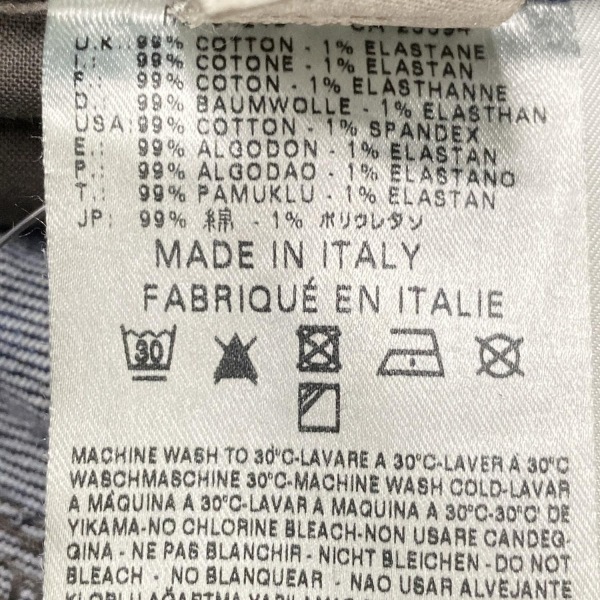 U.K.: 99% COTTON - 1% ELASTANE
I.: 99% COTONE - 1% ELASTAN
F.: 99% COTON - 1% ELASTHANNE
D.: 99% BAUMWOLLE - 1% ELASTHAN
USA: 99% COTTON - 1% SPANDEX
E.: 99% ALGODON - 1% ELASTAN
P.: 99% ALGODAO - 1% ELASTANO
T.: 99% PAMUKLU - 1% ELASTAN
JP: 99% 綿 - 1% ポリウレタン
MADE IN ITALY
FABRIQUÉ EN ITALIE
30
MACHINE WASH TO 30°C-LAVARE A 30°C-LAVER A 30°C
WASCHMASCHINE 30°C-MACHINE WASH COLD-LAVAR
A MÁQUINA A 30°C-LAVAR A MAQUINA A 30°C-30°C' DE
YIKAMA-NO CHLORINE BLEACH-NON USARE CANDEG-
GINA - NE PAS BLANCHIR - NICHT BLEICHEN - DO NOT
BLEACH - NO BLANQUEAR - NAO USAR ALVEJANTE